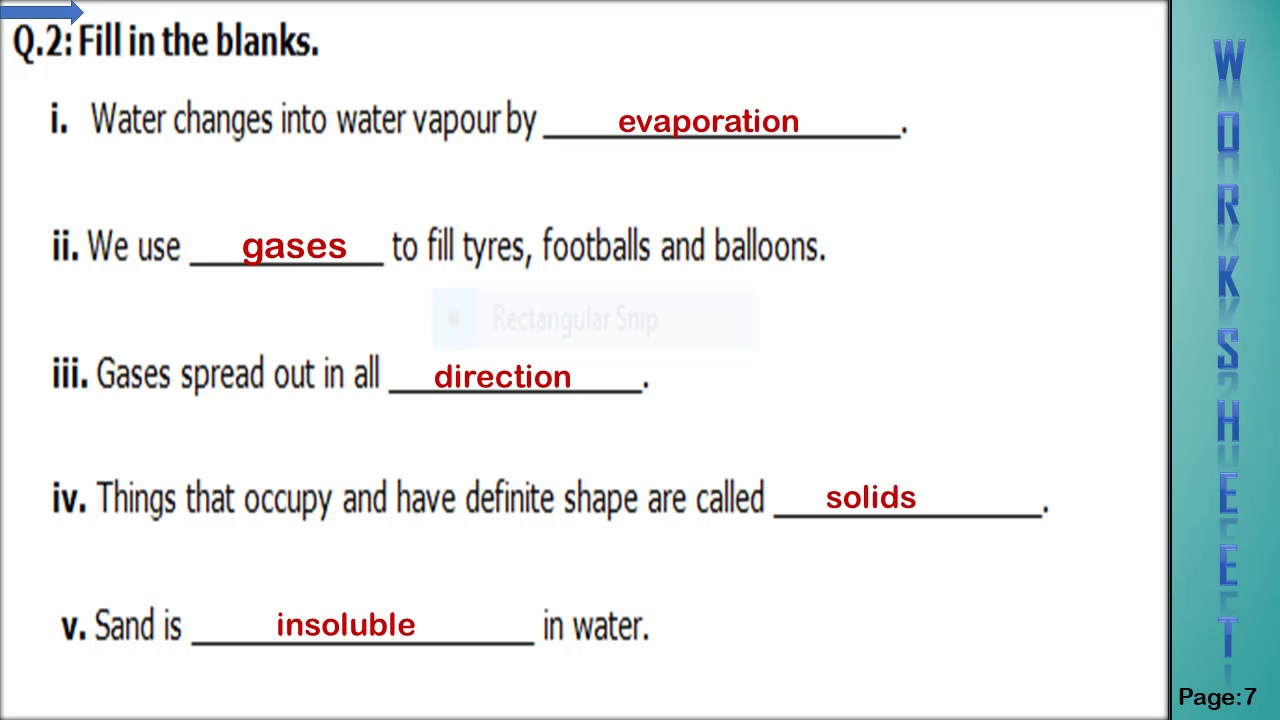 Q.2: Fill in the blanks.
i. Water changes into water vapour by evaporation.
ii. We use gases to fill tyres, footballs and balloons.
Rectangular Snip
iii. Gases spread out in all direction.
iv. Things that occupy and have definite shape are called solids.
v. Sand is insoluble in water.
WORKSHEET
Page:7